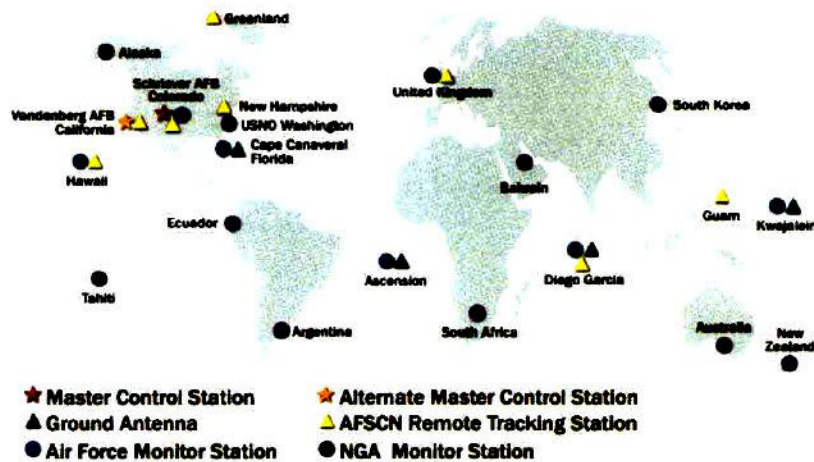 Greenland
Alaska
Schriever AFB
Colorado
Vandenberg AFB
California
New Hampshire
USNO Washington
Cape Canaveral
Florida
Hawaii
United Kingdom
South Korea
Bahrain
Guam
Kwajalein
Ecuador
Tahiti
Ascension
Diego Garcia
Argentina
South Africa
Australia
New
Zealand
Master Control Station
Alternate Master Control Station
Ground Antenna
AFSCN Remote Tracking Station
Air Force Monitor Station
NGA Monitor Station